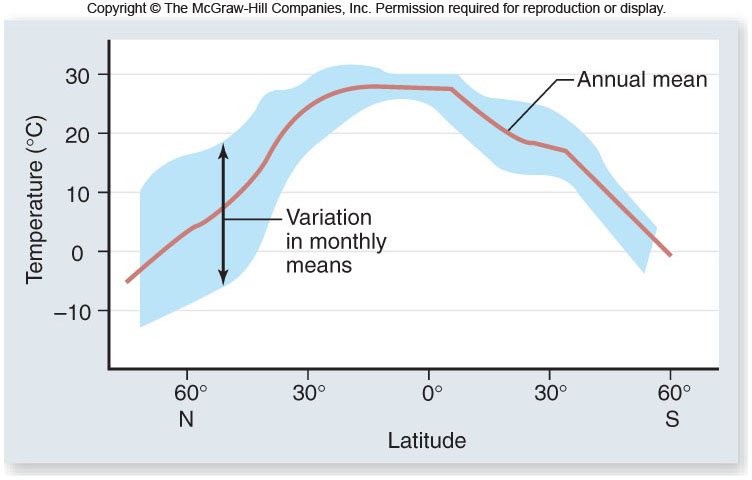 Copyright © The McGraw-Hill Companies, Inc. Permission required for reproduction or display.
30
20
10
0
–10
Temperature (°C)
Annual mean
Variation
in monthly
means
60° 30° 0° 30° 60°
N S
Latitude